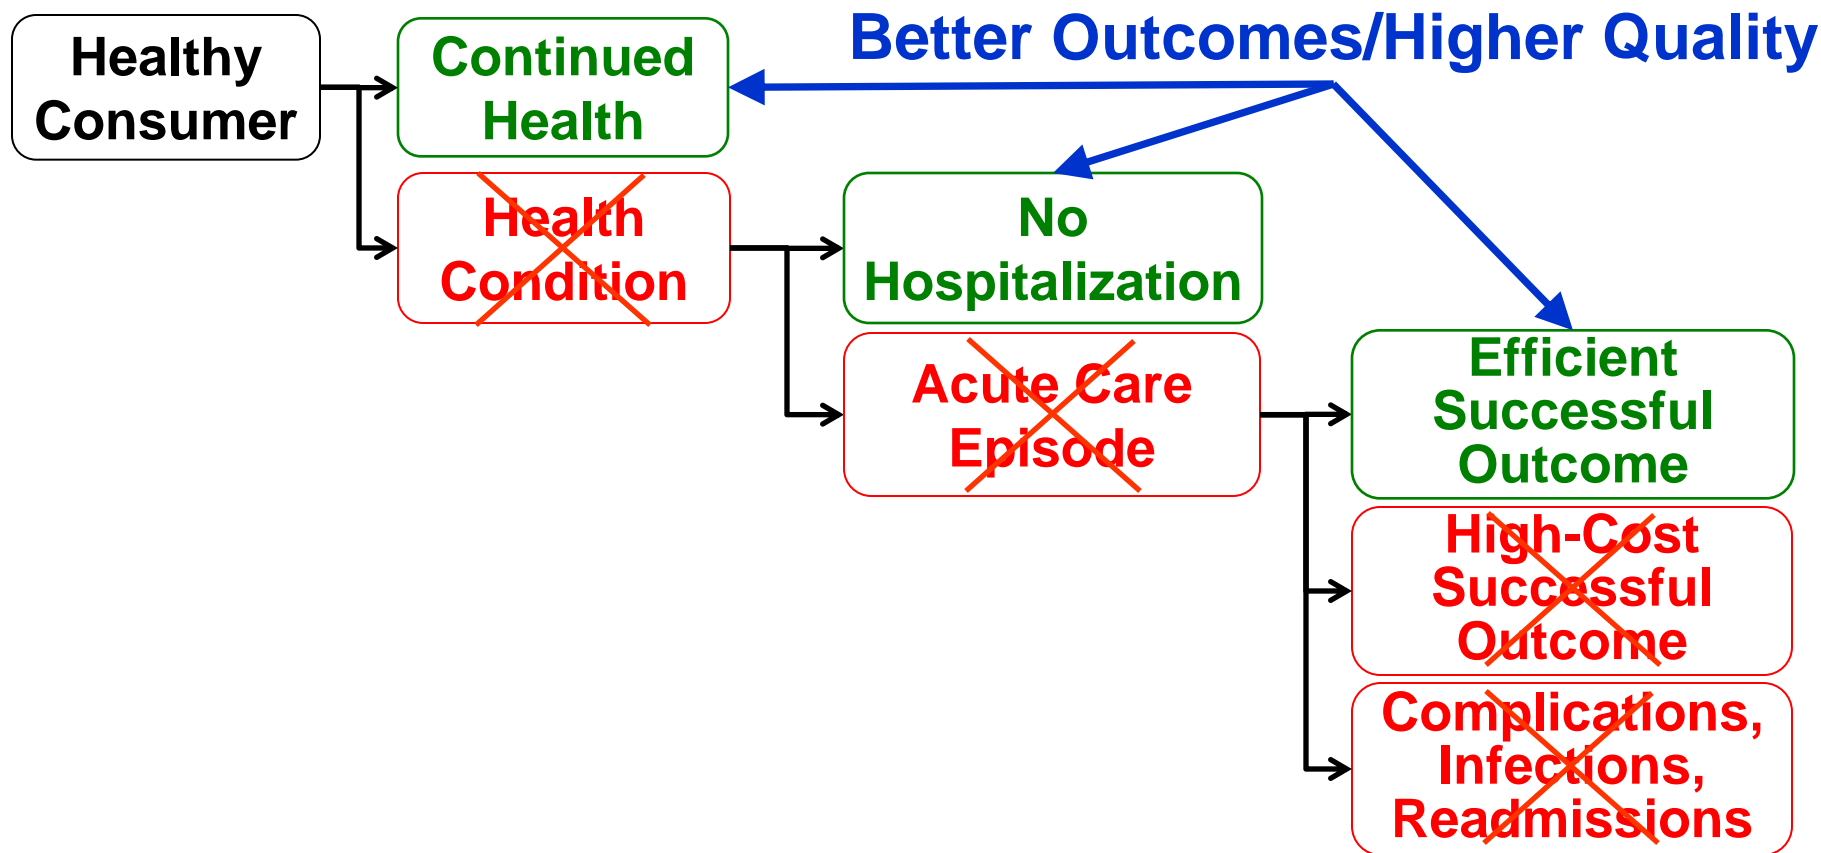 Better Outcomes/Higher Quality
Healthy
Consumer
Continued
Health
Health
Condition
No
Hospitalization
Acute Care
Episode
Efficient
Successful
Outcome
High-Cost
Successful
Outcome
Complications,
Infections,
Readmissions